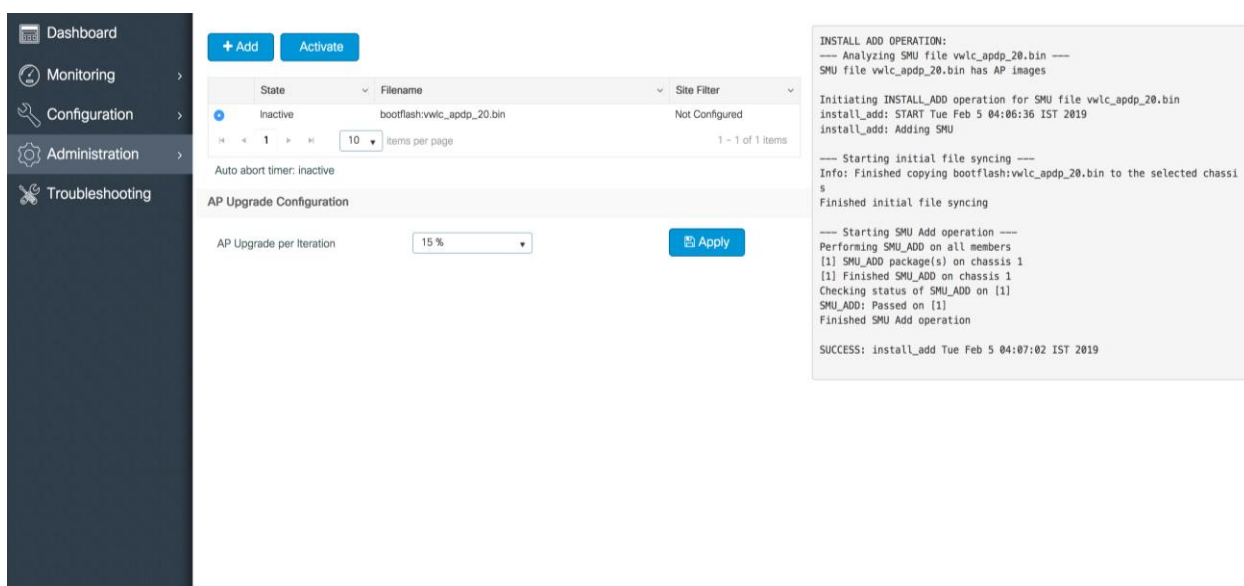 Dashboard
Monitoring
Configuration
Administration
Troubleshooting
+ Add
Activate
State Filename Site Filter
Inactive bootflash:vwlc_apdp_20.bin Not Configured
1 10 items per page 1 - 1 of 1 items
Auto abort timer: inactive
AP Upgrade Configuration
AP Upgrade per Iteration 15 % Apply
INSTALL ADD OPERATION:
--- Analyzing SMU file vwlc_apdp_20.bin ---
SMU file vwlc_apdp_20.bin has AP images
Initiating INSTALL_ADD operation for SMU file vwlc_apdp_20.bin
install_add: START Tue Feb 5 04:06:36 IST 2019
install_add: Adding SMU
--- Starting initial file syncing ---
Info: Finished copying bootflash:vwlc_apdp_20.bin to the selected chassi
s
Finished initial file syncing
--- Starting SMU Add operation ---
Performing SMU_ADD on all members
[1] SMU_ADD package(s) on chassis 1
[1] Finished SMU_ADD on chassis 1
Checking status of SMU_ADD on [1]
SMU_ADD: Passed on [1]
Finished SMU Add operation
SUCCESS: install_add Tue Feb 5 04:07:02 IST 2019